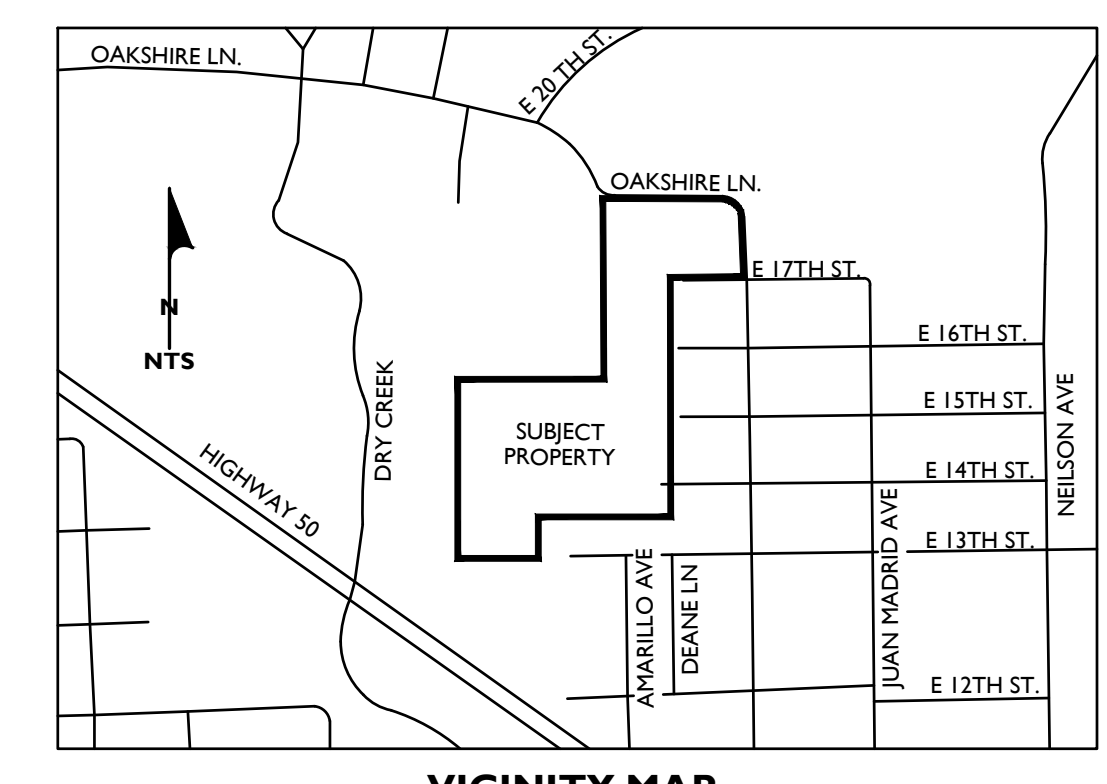 OAKSHIRE LN.
E 20 TH ST.
OAKSHIRE LN.
E 17TH ST.
N
NTS
E 16TH ST.
DRY CREEK
NEILSON AVE
E 15TH ST.
SUBJECT
PROPERTY
HIGHWAY 50
E 14TH ST.
JUAN MADRID AVE
E 13TH ST.
AMARILLO AVE
DEANE LN
E 12TH ST.
VICINITY MAP